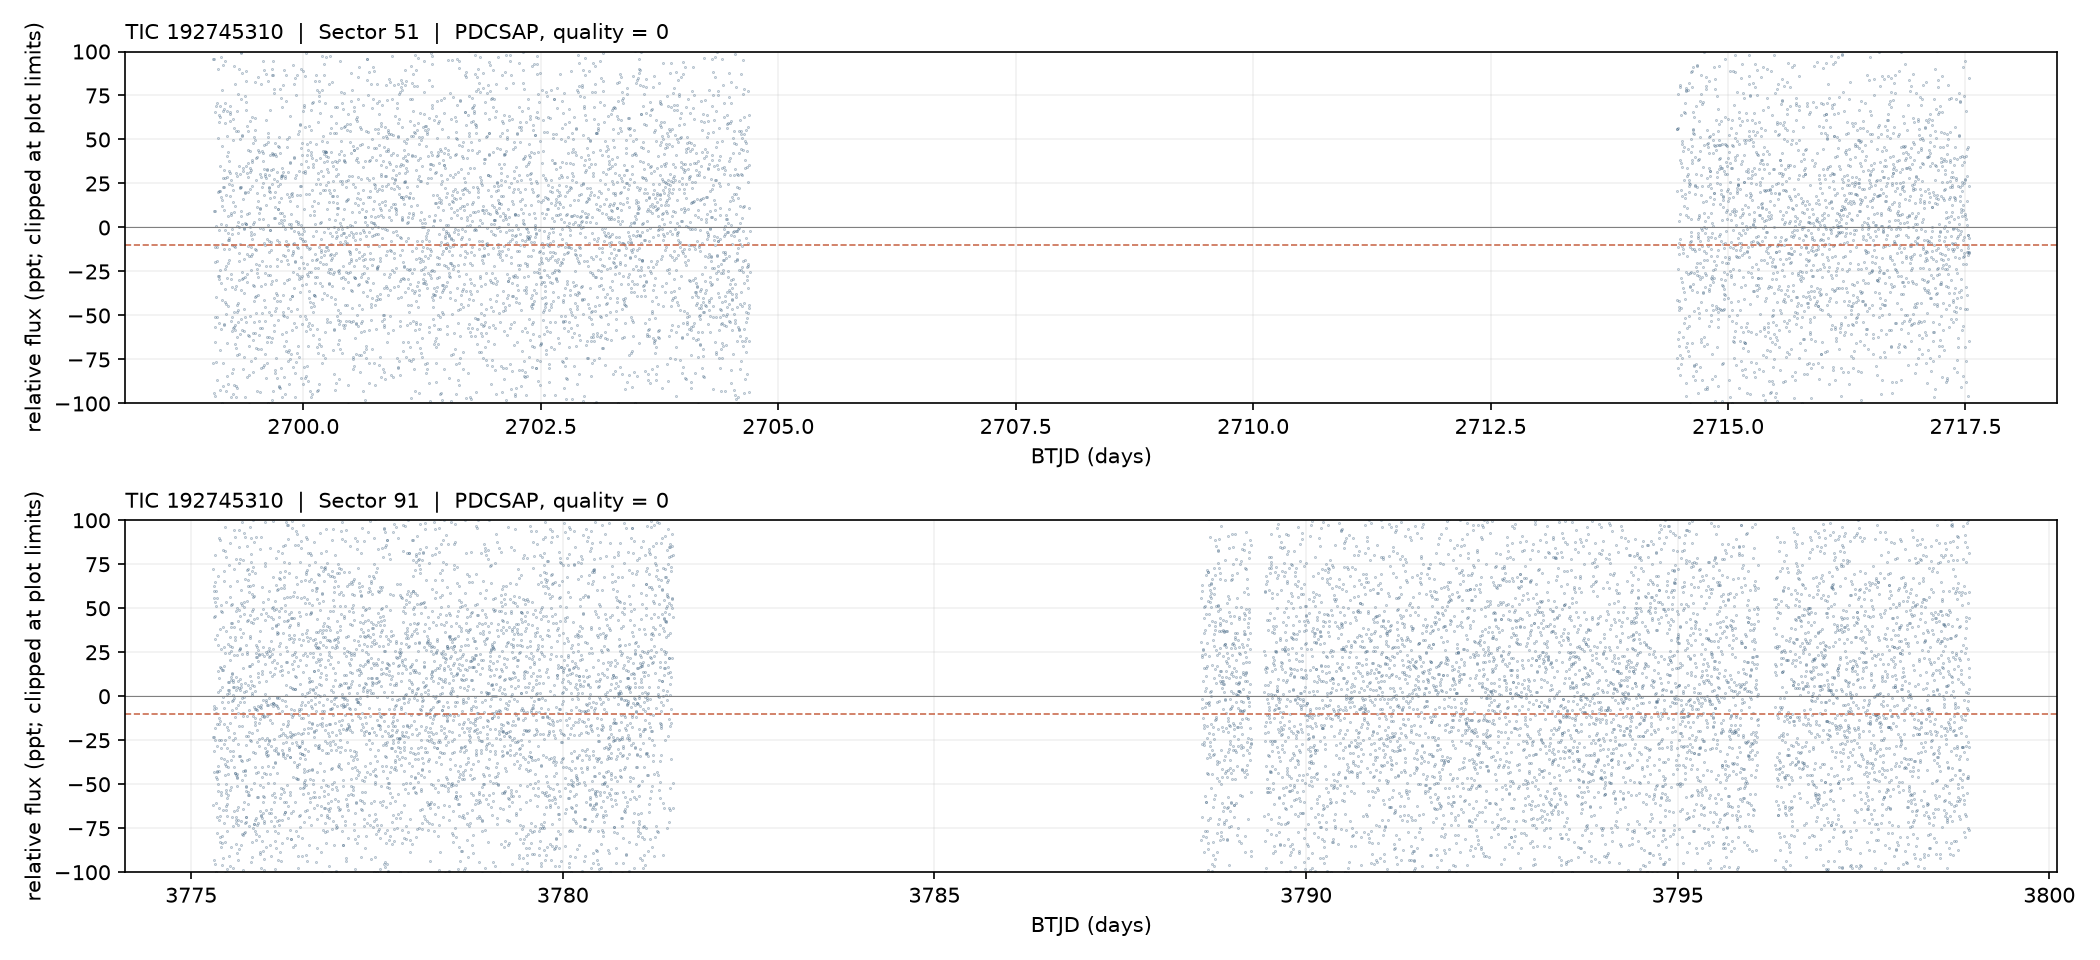 TIC 192745310 | Sector 51 | PDCSAP, quality = 0
relative flux (ppt; clipped at plot limits)
100
75
50
25
0
−25
−50
−75
−100
2700.0 2702.5 2705.0 2707.5 2710.0 2712.5 2715.0 2717.5
BTJD (days)
TIC 192745310 | Sector 91 | PDCSAP, quality = 0
relative flux (ppt; clipped at plot limits)
100
75
50
25
0
−25
−50
−75
−100
3775 3780 3785 3790 3795 3800
BTJD (days)